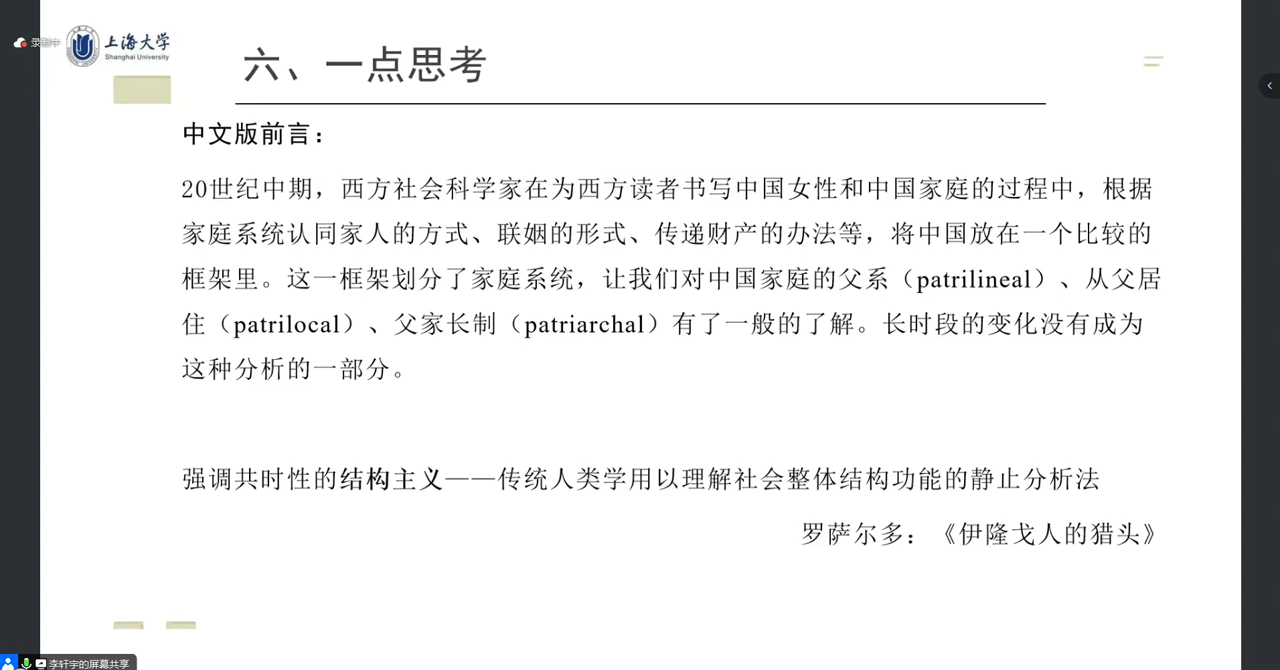 录制中
上海大学
Shanghai University
六、一点思考
中文版前言：
20世纪中期，西方社会科学家在为西方读者书写中国女性和中国家庭的过程中，根据
家庭系统认同家人的方式、联姻的形式、传递财产的办法等，将中国放在一个比较的
框架里。这一框架划分了家庭系统，让我们对中国家庭的父系（patrilineal）、从父居
住（patrilocal）、父家长制（patriarchal）有了一般的了解。长时段的变化没有成为
这种分析的一部分。
强调共时性的结构主义——传统人类学用以理解社会整体结构功能的静止分析法
罗萨尔多：《伊隆戈人的猎头》
李轩宇的屏幕共享